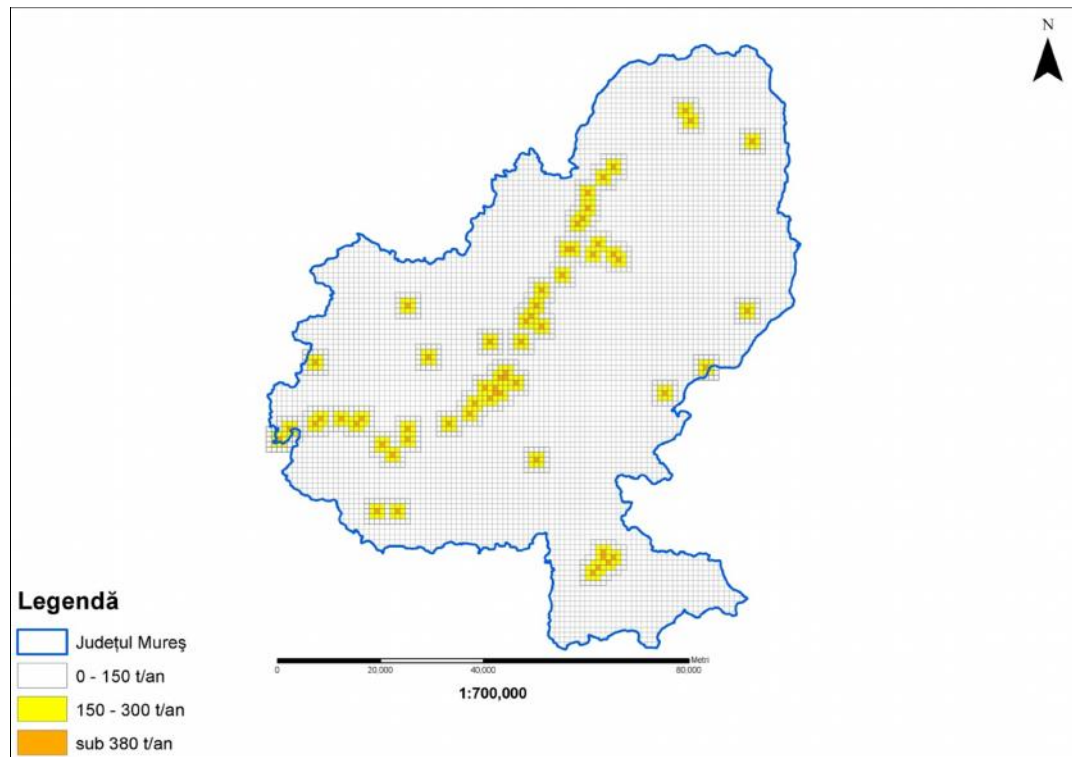 N
Legendă
Județul Mureș
0 - 150 t/an
150 - 300 t/an
sub 380 t/an
Metri
0 20,000 40,000 80,000
1:700,000